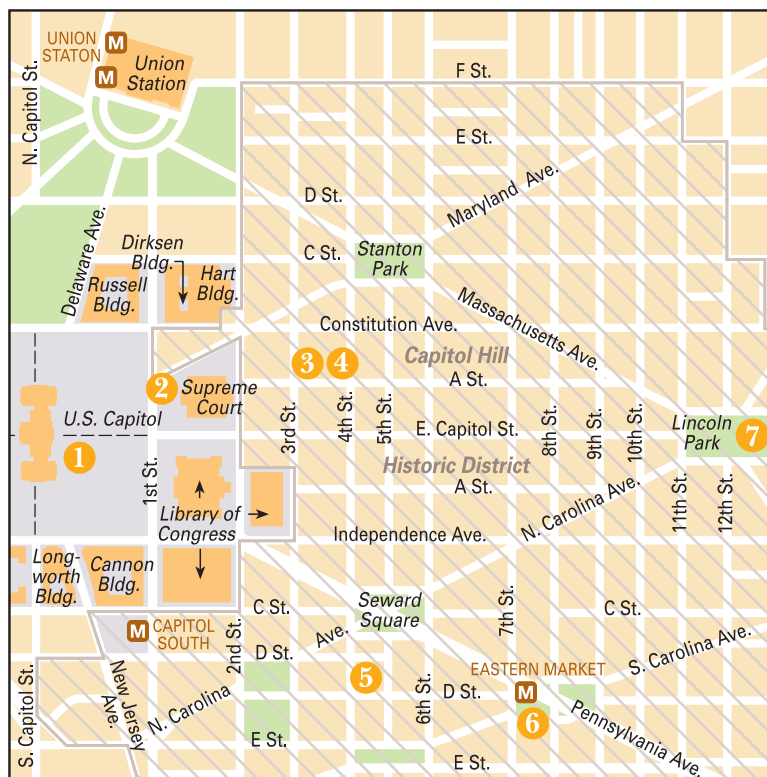 UNION
STATON
M
M
Union
Station
N. Capitol St.
F St.
E St.
Maryland Ave.
D St.
C St.
Stanton
Park
Delaware Ave.
Dirksen
Bldg.
Russell
Bldg.
Hart
Bldg.
Massachusetts Ave.
Constitution Ave.
3
4
Capitol Hill
A St.
2
Supreme
Court
U.S. Capitol
1
1st St.
3rd St.
4th St.
5th St.
E. Capitol St.
8th St.
9th St.
10th St.
Lincoln
Park
7
Historic District
A St.
11th St.
12th St.
Library of
Congress
Independence Ave.
N. Carolina Ave.
Long-
worth
Bldg.
Cannon
Bldg.
C St.
Seward
Square
7th St.
C St.
M
CAPITOL
SOUTH
2nd St.
D St.
N. Carolina Ave.
S. Carolina Ave.
5
EASTERN MARKET
M
6th St.
D St.
6
Pennsylvania Ave.
S. Capitol St.
New Jersey
Ave.
E St.
E St.